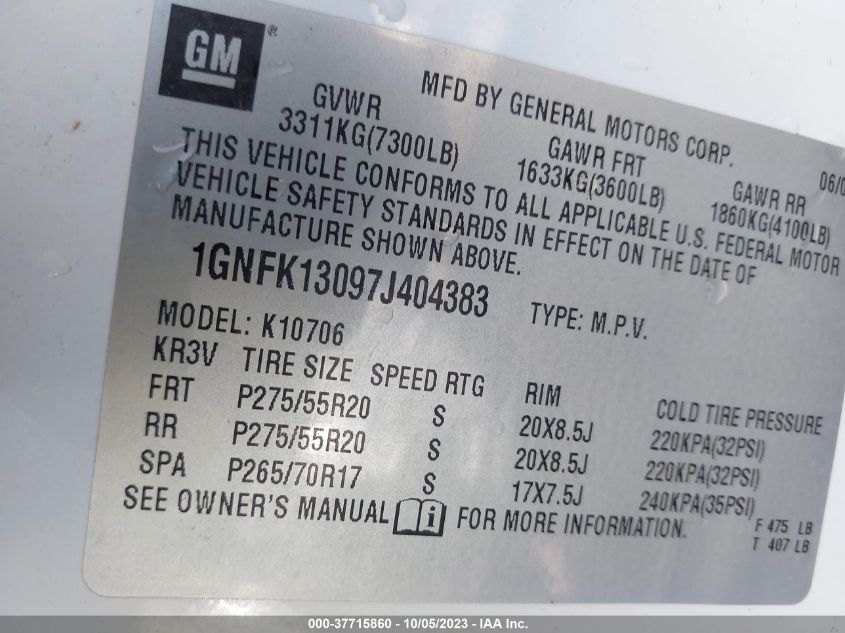 GM ®
MFD BY GENERAL MOTORS CORP.
GVWR GAWR FRT GAWR RR
3311KG(7300LB) 1633KG(3600LB) 1860KG(4100LB)
THIS VEHICLE CONFORMS TO ALL APPLICABLE U.S. FEDERAL MOTOR
VEHICLE SAFETY STANDARDS IN EFFECT ON THE DATE OF
MANUFACTURE SHOWN ABOVE.
1GNFK13097J404383 TYPE: M.P.V.
MODEL: K10706
KR3V TIRE SIZE SPEED RTG RIM COLD TIRE PRESSURE
FRT P275/55R20 S 20X8.5J 220KPA(32PSI)
RR P275/55R20 S 20X8.5J 220KPA(32PSI)
SPA P265/70R17 S 17X7.5J 240KPA(35PSI)
SEE OWNER'S MANUAL i FOR MORE INFORMATION.
F 475 LB
T 407 LB
000-37715860 - 10/05/2023 - IAA Inc.